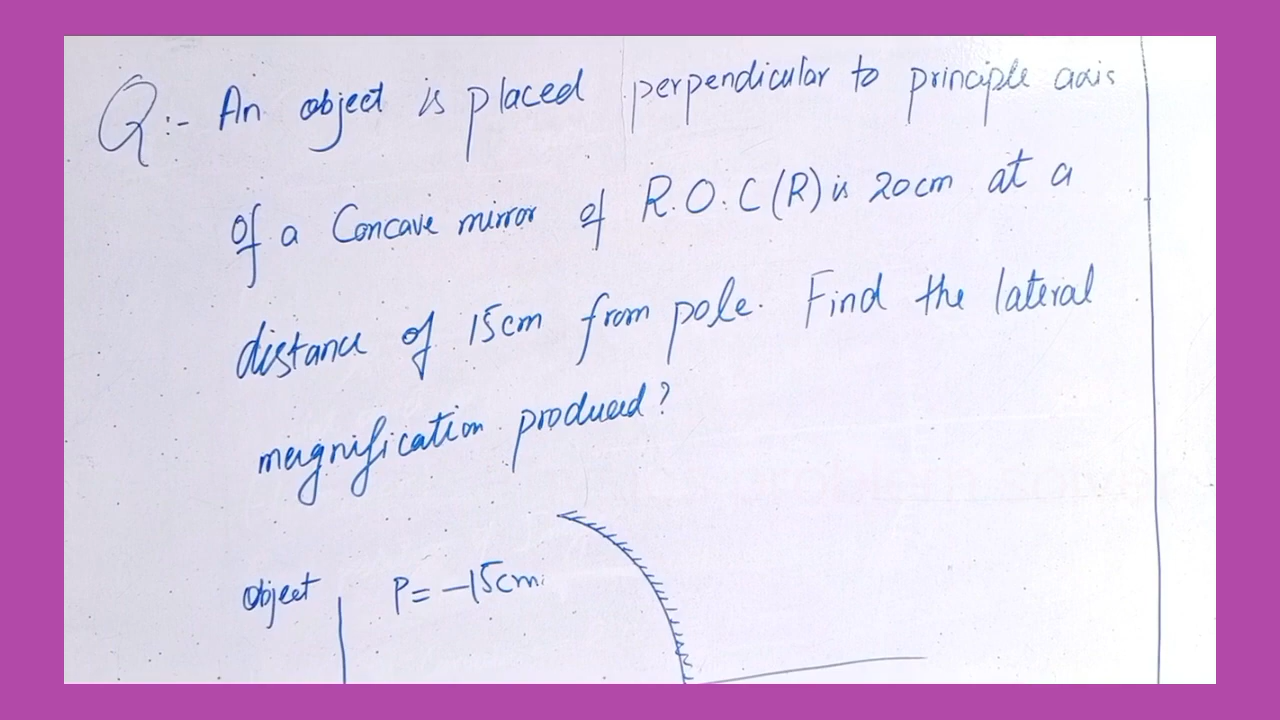 Q:- An object is placed perpendicular to principle axis
of a Concave mirror of R.O.C(R) is 20cm at a
distance of 15cm from pole. Find the lateral
magnification produced?
Object P= -15cm.